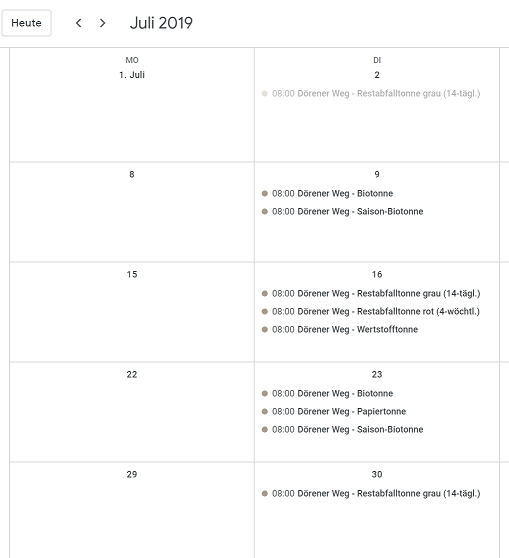 Heute
Juli 2019
MO
DI
1. Juli
2
08:00 Dörener Weg - Restabfalltonne grau (14-tägl.)
8
9
08:00 Dörener Weg - Biotonne
08:00 Dörener Weg - Saison-Biotonne
15
16
08:00 Dörener Weg - Restabfalltonne grau (14-tägl.)
08:00 Dörener Weg - Restabfalltonne rot (4-wöchtl.)
08:00 Dörener Weg - Wertstofftonne
22
23
08:00 Dörener Weg - Biotonne
08:00 Dörener Weg - Papiertonne
08:00 Dörener Weg - Saison-Biotonne
29
30
08:00 Dörener Weg - Restabfalltonne grau (14-tägl.)